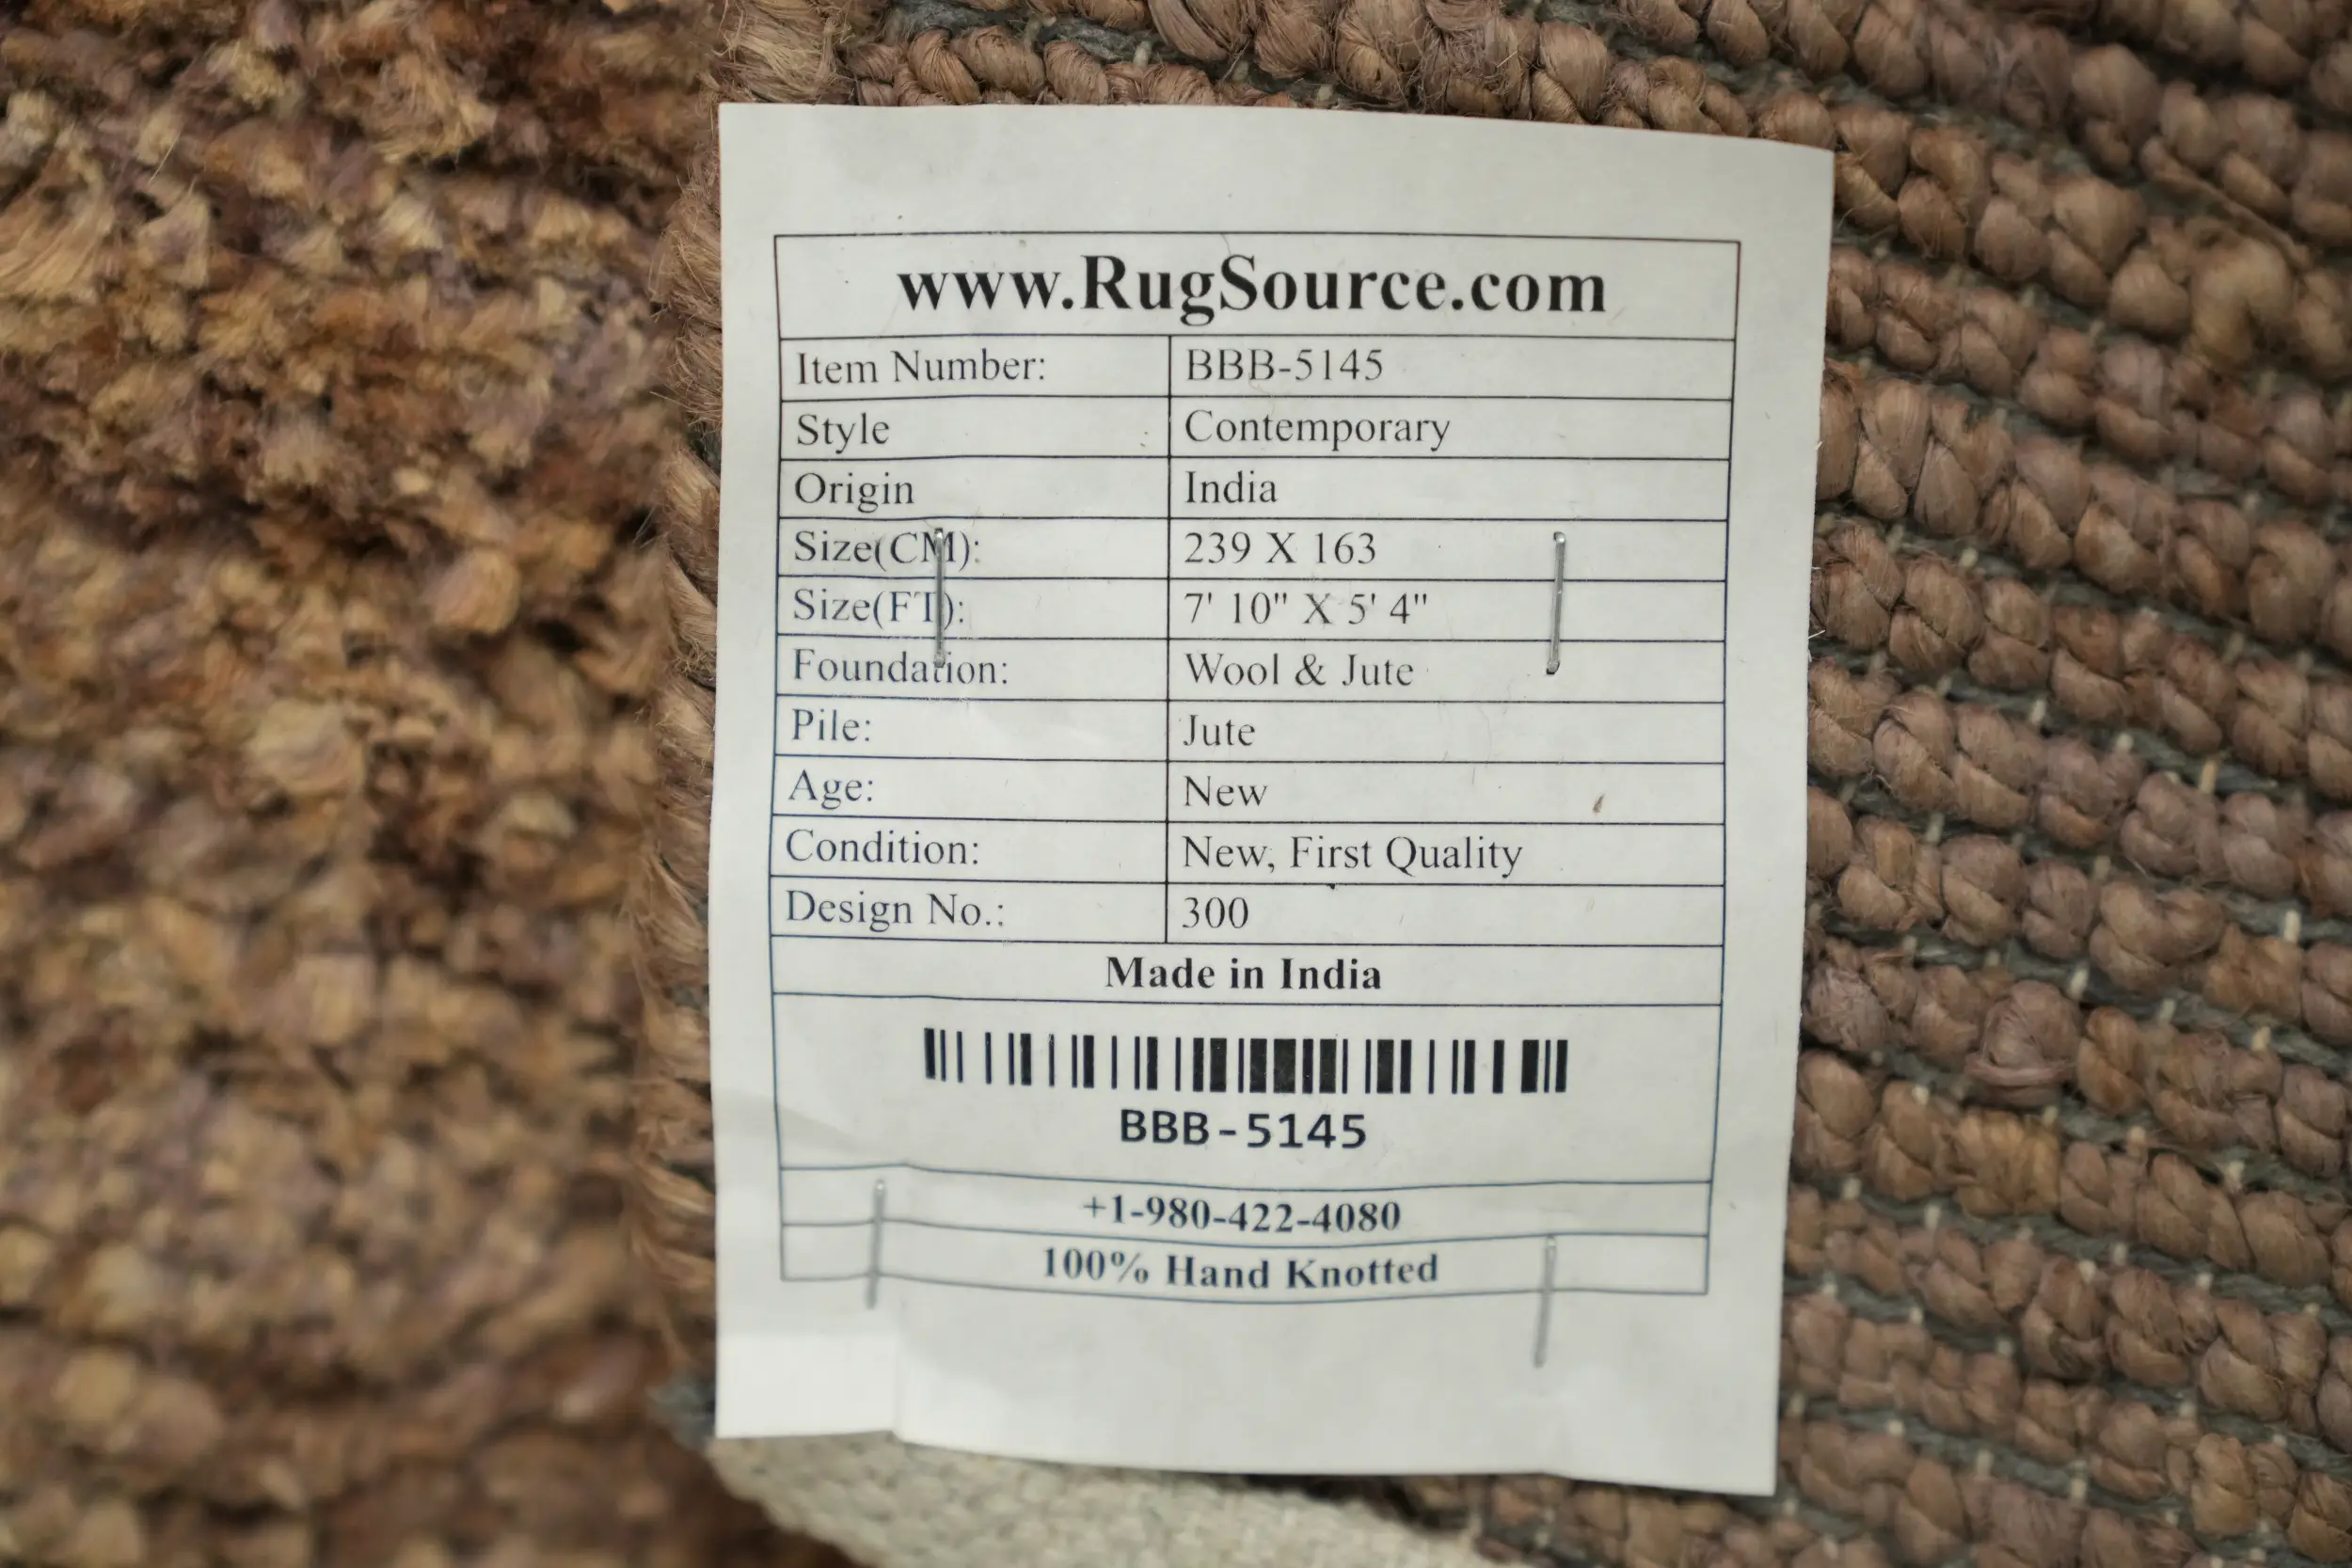 www.RugSource.com
Item Number: BBB-5145
Style Contemporary
Origin India
Size(CM): 239 X 163
Size(FT): 7' 10" X 5' 4"
Foundation: Wool & Jute
Pile: Jute
Age: New
Condition: New, First Quality
Design No.: 300
Made in India
BBB-5145
+1-980-422-4080
100% Hand Knotted